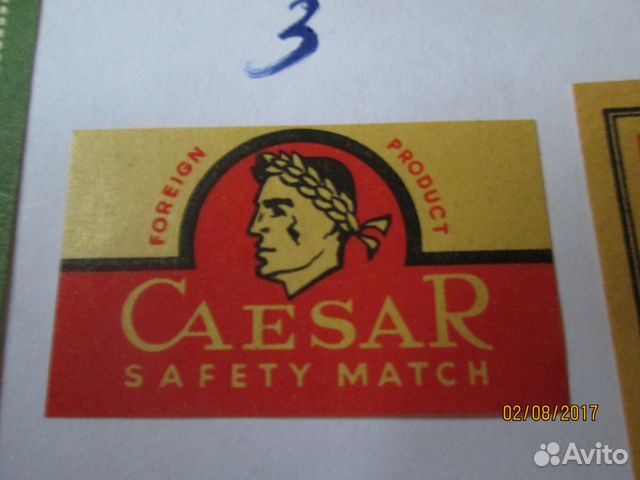 3
FOREIGN PRODUCT
CAESAR
SAFETY MATCH
02/08/2017
Avito